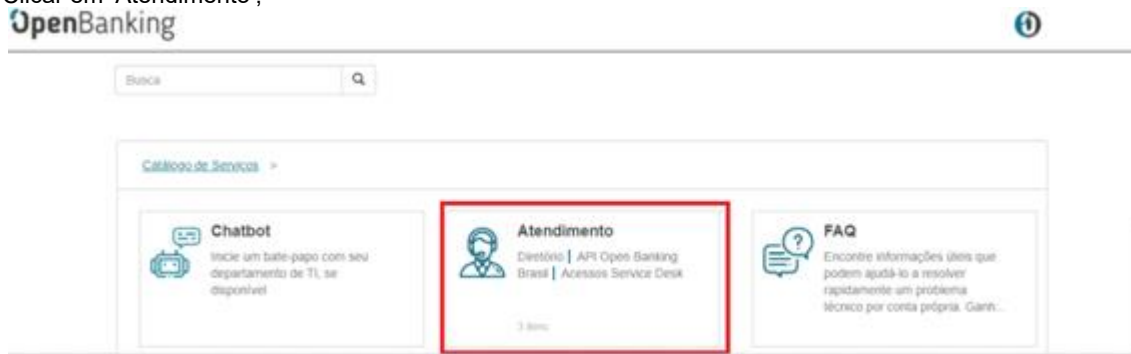 Clicar em "Atendimento";
OpenBanking
Busca
Catálogo de Serviços >
Chatbot
Inicie um bate-papo com seu
departamento de TI, se
disponível
Atendimento
Diretório | API Open Banking
Brasil | Acessos Service Desk
3 itens
FAQ
Encontre informações úteis que
podem ajudá-lo a resolver
rapidamente um problema
técnico por conta própria. Ganh...